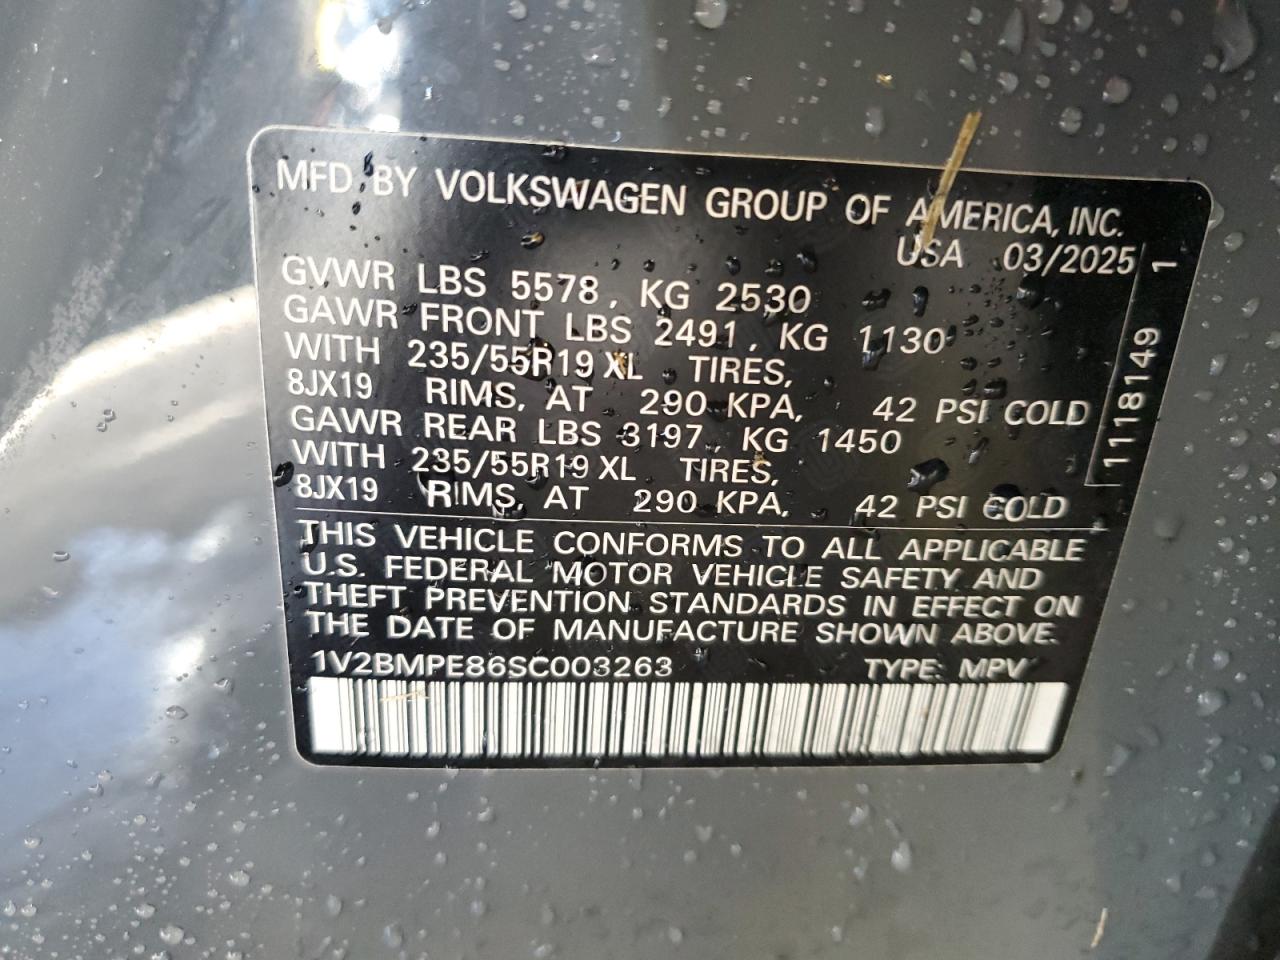 MFD. BY VOLKSWAGEN GROUP OF AMERICA, INC.
USA 03/2025
GVWR LBS 5578, KG 2530
GAWR FRONT LBS 2491, KG 1130
WITH 235/55R19 XL TIRES,
8JX19 RIMS, AT 290 KPA, 42 PSI COLD
GAWR REAR LBS 3197, KG 1450
WITH 235/55R19 XL TIRES,
8JX19 RIMS, AT 290 KPA, 42 PSI COLD
THIS VEHICLE CONFORMS TO ALL APPLICABLE
U.S. FEDERAL MOTOR VEHICLE SAFETY AND
THEFT PREVENTION STANDARDS IN EFFECT ON
THE DATE OF MANUFACTURE SHOWN ABOVE.
1V2BMPE86SC003263 TYPE: MPV
1118149 1